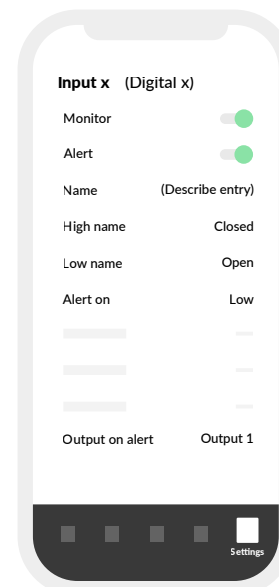 Input x (Digital x)
Monitor
Alert
Name (Describe entry)
High name Closed
Low name Open
Alert on Low
Output on alert Output 1
Settings